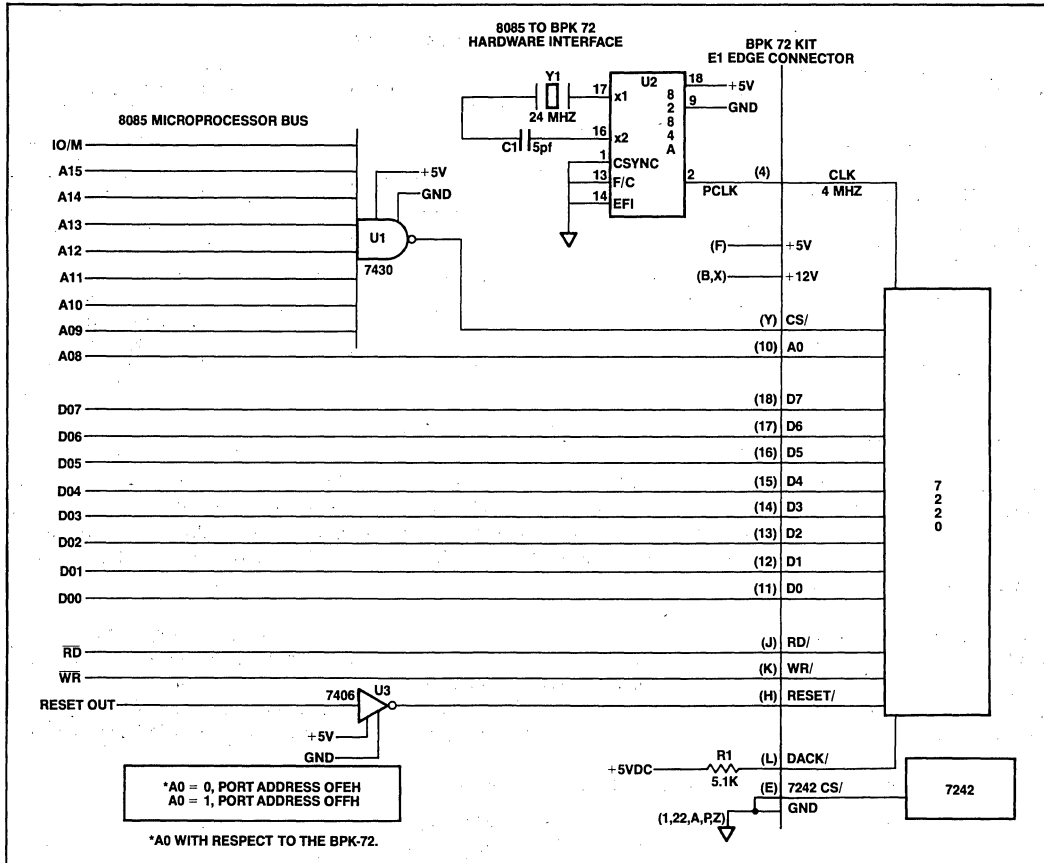 8085 TO BPK 72
HARDWARE INTERFACE
BPK 72 KIT
E1 EDGE CONNECTOR
8085 MICROPROCESSOR BUS
Y1
24 MHZ
C1 5pf
17 x1
16 x2
1 CSYNC
13 F/C
14 EFI
U2
8
2
8
4
A
18 +5V
9 GND
2 PCLK
(4) CLK
4 MHZ
IO/M
A15
A14
A13
A12
A11
A10
A09
A08
+5V
GND
U1
7430
(F) +5V
(B,X) +12V
(Y) CS/
(10) A0
D07 (18) D7
D06 (17) D6
D05 (16) D5
D04 (15) D4
D03 (14) D3
D02 (13) D2
D01 (12) D1
D00 (11) D0
7
2
2
0
RD (J) RD/
WR (K) WR/
RESET OUT 7406 U3 (H) RESET/
+5V
GND
+5VDC R1 5.1K (L) DACK/
(E) 7242 CS/
GND
(1,22,A,P,Z)
7242
*A0 = 0, PORT ADDRESS OFEH
A0 = 1, PORT ADDRESS OFFH
*A0 WITH RESPECT TO THE BPK-72.